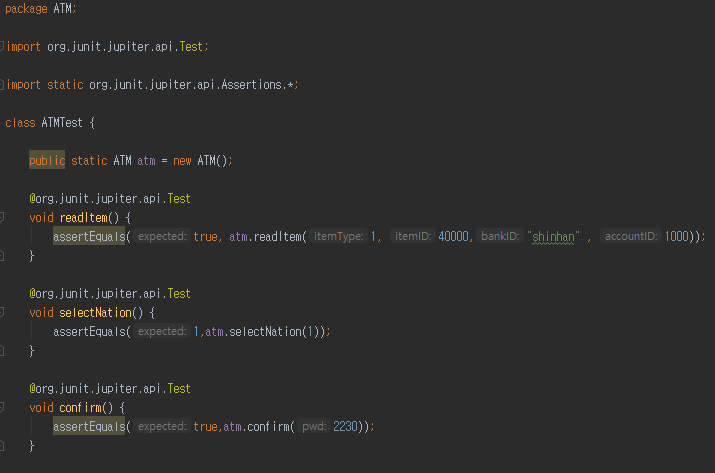 package ATM;
import org.junit.jupiter.api.Test;
import static org.junit.jupiter.api.Assertions.*;
class ATMTest {
public static ATM atm = new ATM();
@org.junit.jupiter.api.Test
void readItem() {
assertEquals( expected: true, atm.readItem( itemType: 1, itemID: 40000, bankID: "shinhan" , accountID: 1000));
}
@org.junit.jupiter.api.Test
void selectNation() {
assertEquals( expected: 1,atm.selectNation(1));
}
@org.junit.jupiter.api.Test
void confirm() {
assertEquals( expected: true,atm.confirm( pwd: 2230));
}